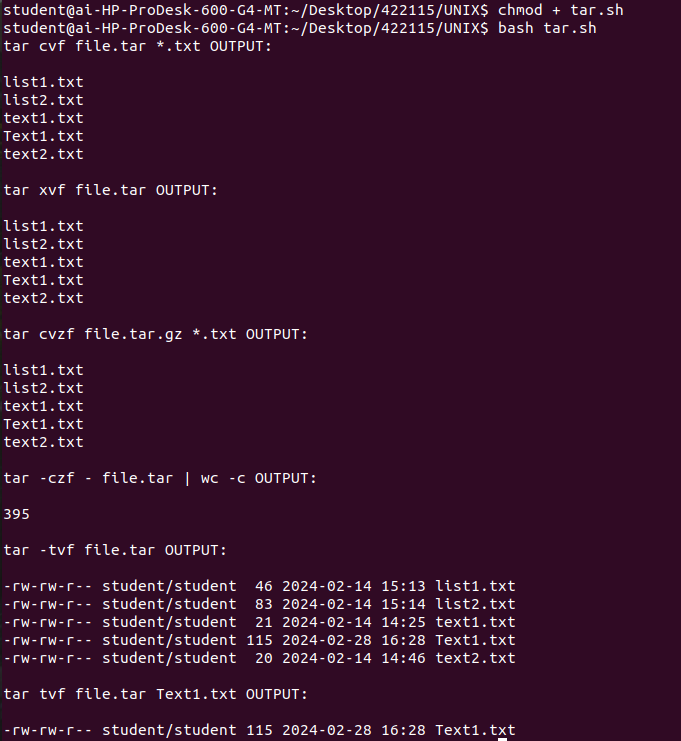 student@ai-HP-ProDesk-600-G4-MT:~/Desktop/422115/UNIX$ chmod + tar.sh
student@ai-HP-ProDesk-600-G4-MT:~/Desktop/422115/UNIX$ bash tar.sh
tar cvf file.tar *.txt OUTPUT:

list1.txt
list2.txt
text1.txt
Text1.txt
text2.txt

tar xvf file.tar OUTPUT:

list1.txt
list2.txt
text1.txt
Text1.txt
text2.txt

tar cvzf file.tar.gz *.txt OUTPUT:

list1.txt
list2.txt
text1.txt
Text1.txt
text2.txt

tar -czf - file.tar | wc -c OUTPUT:

395

tar -tvf file.tar OUTPUT:

-rw-rw-r-- student/student  46 2024-02-14 15:13 list1.txt
-rw-rw-r-- student/student  83 2024-02-14 15:14 list2.txt
-rw-rw-r-- student/student  21 2024-02-14 14:25 text1.txt
-rw-rw-r-- student/student 115 2024-02-28 16:28 Text1.txt
-rw-rw-r-- student/student  20 2024-02-14 14:46 text2.txt

tar tvf file.tar Text1.txt OUTPUT:

-rw-rw-r-- student/student 115 2024-02-28 16:28 Text1.txt